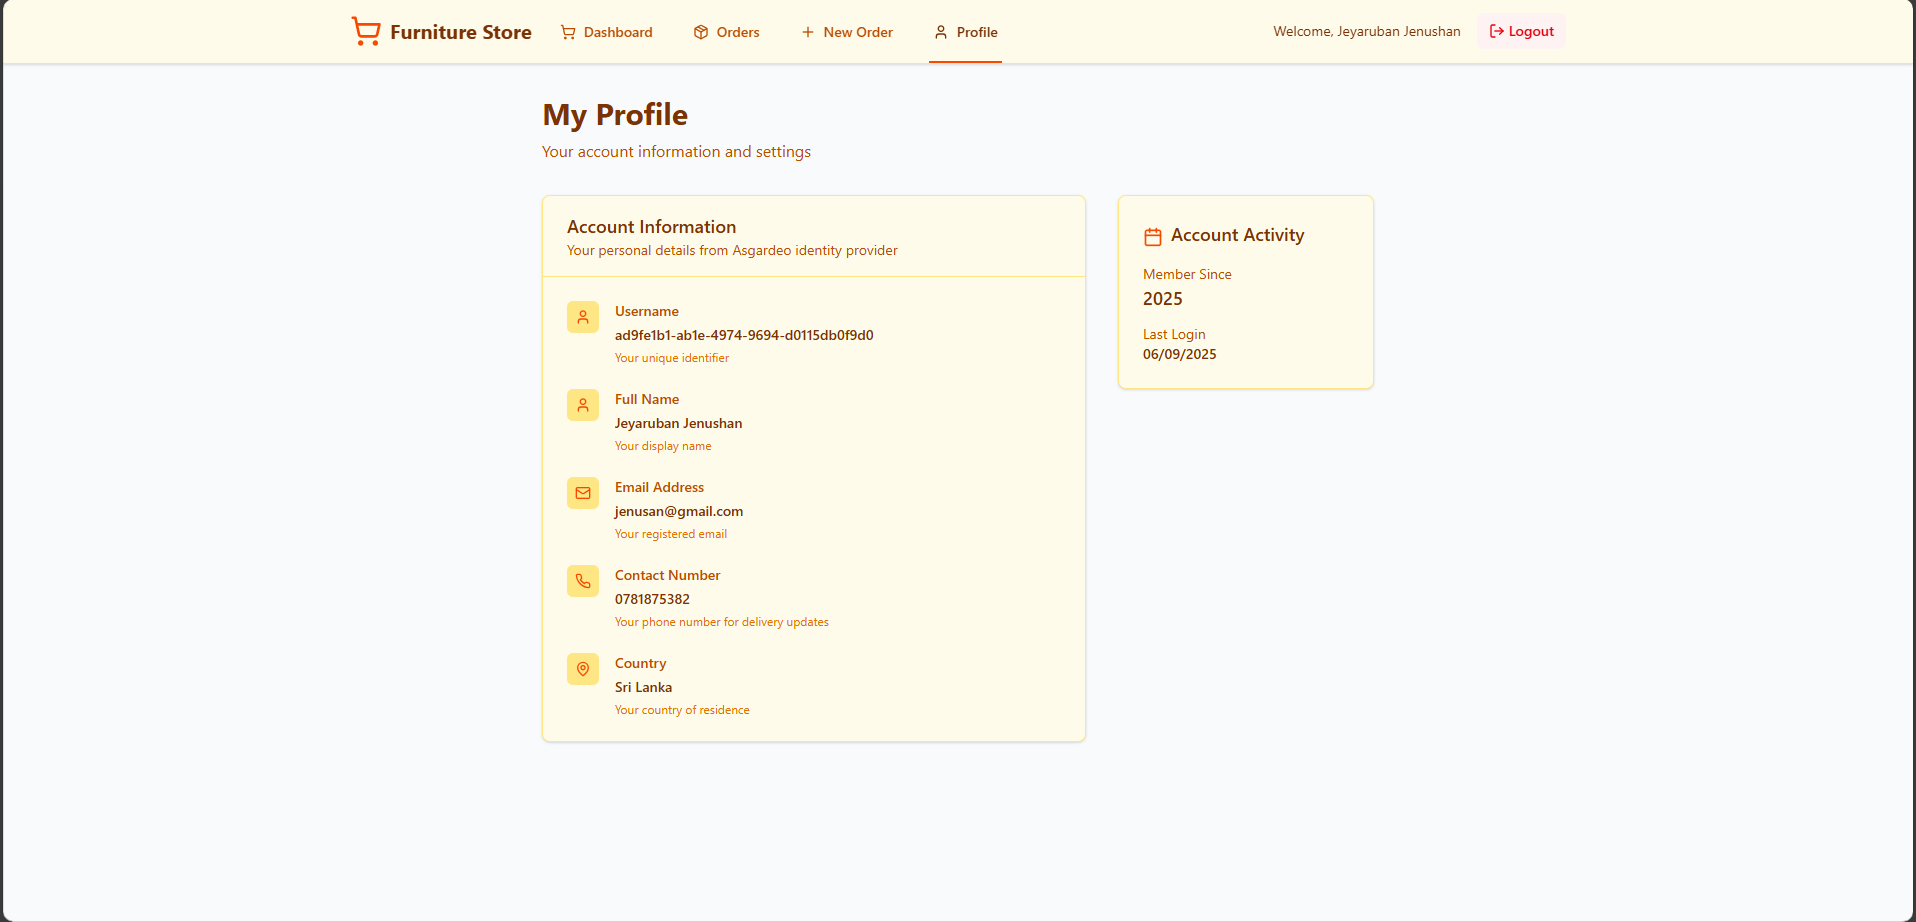 Furniture Store
Dashboard
Orders
New Order
Profile
Welcome, Jeyaruban Jenushan
Logout
My Profile
Your account information and settings
Account Information
Your personal details from Asgardeo identity provider
Username
ad9fe1b1-ab1e-4974-9694-d0115db0f9d0
Your unique identifier
Full Name
Jeyaruban Jenushan
Your display name
Email Address
jenusan@gmail.com
Your registered email
Contact Number
0781875382
Your phone number for delivery updates
Country
Sri Lanka
Your country of residence
Account Activity
Member Since
2025
Last Login
06/09/2025